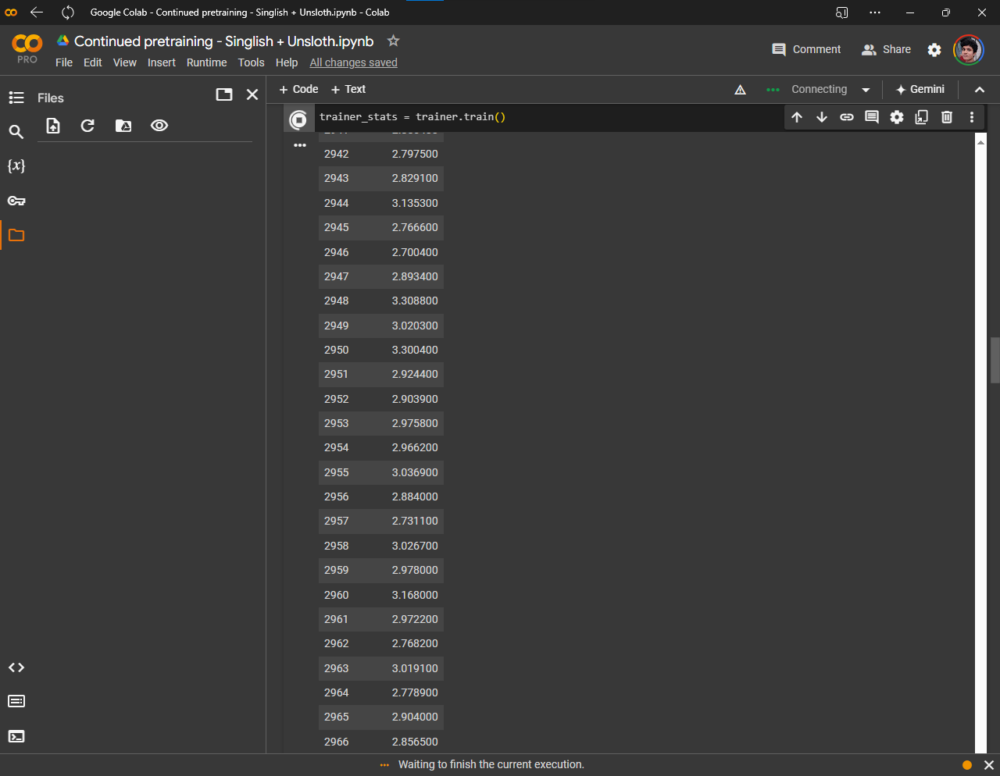 Google Colab - Continued pretraining - Singlish + Unsloth.ipynb - Colab
PRO
Continued pretraining - Singlish + Unsloth.ipynb
File Edit View Insert Runtime Tools Help All changes saved
Comment Share
Files
+ Code + Text
Connecting
Gemini
{x}
trainer_stats = trainer.train()
2942 2.797500
2943 2.829100
2944 3.135300
2945 2.766600
2946 2.700400
2947 2.893400
2948 3.308800
2949 3.020300
2950 3.300400
2951 2.924400
2952 2.903900
2953 2.975800
2954 2.966200
2955 3.036900
2956 2.884000
2957 2.731100
2958 3.026700
2959 2.978000
2960 3.168000
2961 2.972200
2962 2.768200
2963 3.019100
2964 2.778900
2965 2.904000
2966 2.856500
Waiting to finish the current execution.